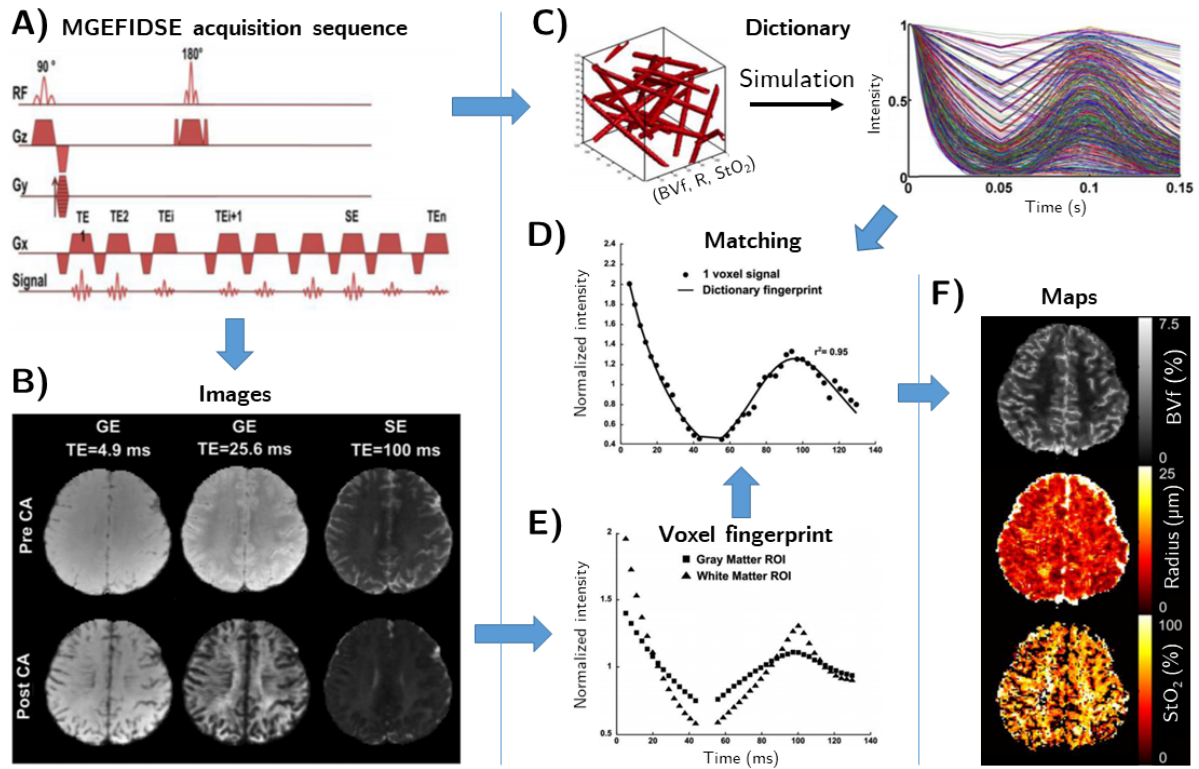 A) MGEFIDSE acquisition sequence
90 °
180°
RF
Gz
Gy
TE
1
TE2
TEi
TEi+1
SE
TEn
Gx
Signal
B) Images
GE
TE=4.9 ms
GE
TE=25.6 ms
SE
TE=100 ms
Pre CA
Post CA
C) Dictionary
Simulation
(BVf, R, StO₂)
Intensity
1
0.5
1
0
0.05
0.1
0.15
Time (s)
D) Matching
Normalized intensity
2.4
2.2
2
1.8
1.6
1.4
1.2
1
0.8
0.6
0.4
1 voxel signal
Dictionary fingerprint
r²= 0.95
0 20 40 60 80 100 120 140
E) Voxel fingerprint
Normalized intensity
2
1.5
1
0.5
Gray Matter ROI
White Matter ROI
0 20 40 60 80 100 120 140
Time (ms)
F) Maps
7.5
BVf (%)
0
25
Radius (µm)
0
100
StO₂ (%)
0